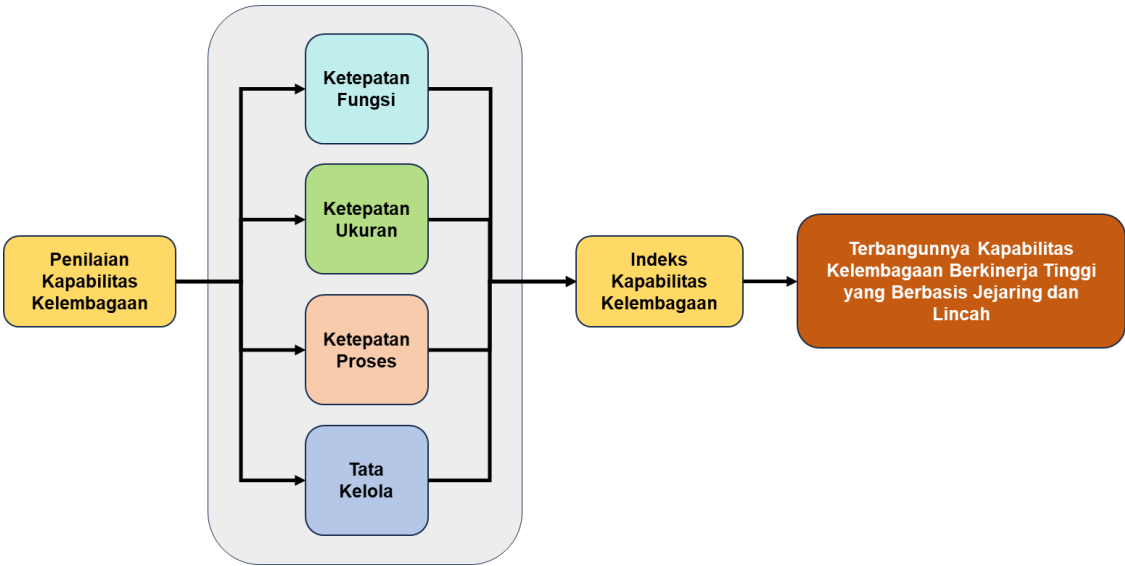 Ketepatan
Fungsi
Ketepatan
Ukuran
Penilaian
Kapabilitas
Kelembagaan
Ketepatan
Proses
Tata
Kelola
Indeks
Kapabilitas
Kelembagaan
Terbangunnya Kapabilitas
Kelembagaan Berkinerja Tinggi
yang Berbasis Jejaring dan
Lincah